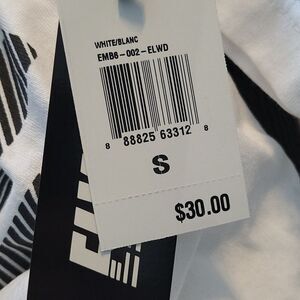 WHITE/BLANC
EMB6-002-ELWD
8 88825 63312 8
S
$30.00